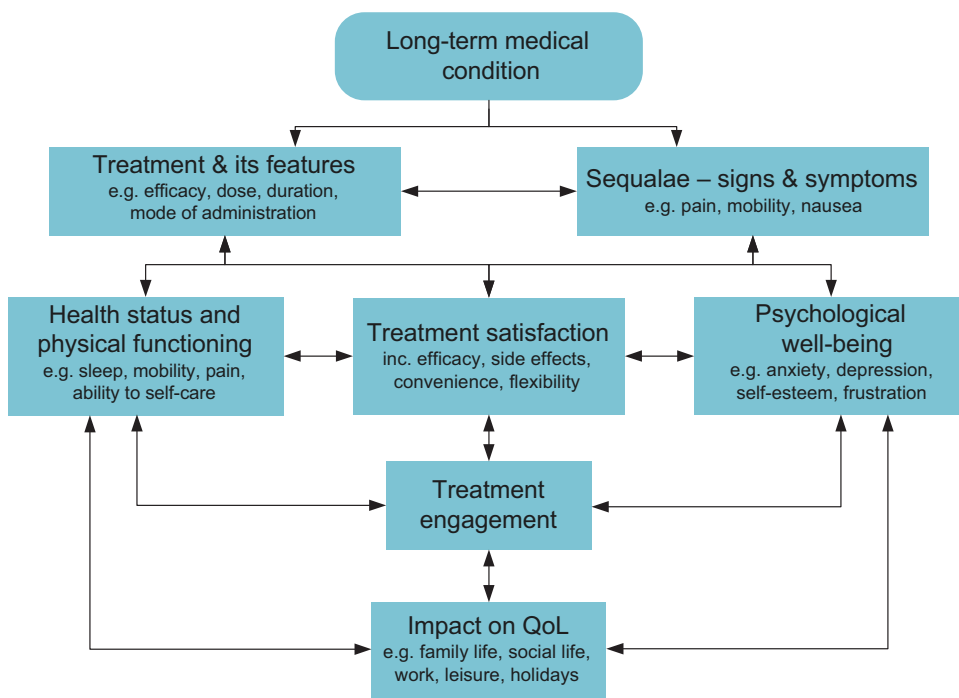 Long-term medical
condition
Treatment & its features
e.g. efficacy, dose, duration,
mode of administration
Sequalae – signs & symptoms
e.g. pain, mobility, nausea
Health status and
physical functioning
e.g. sleep, mobility, pain,
ability to self-care
Treatment satisfaction
inc. efficacy, side effects,
convenience, flexibility
Psychological
well-being
e.g. anxiety, depression,
self-esteem, frustration
Treatment
engagement
Impact on QoL
e.g. family life, social life,
work, leisure, holidays